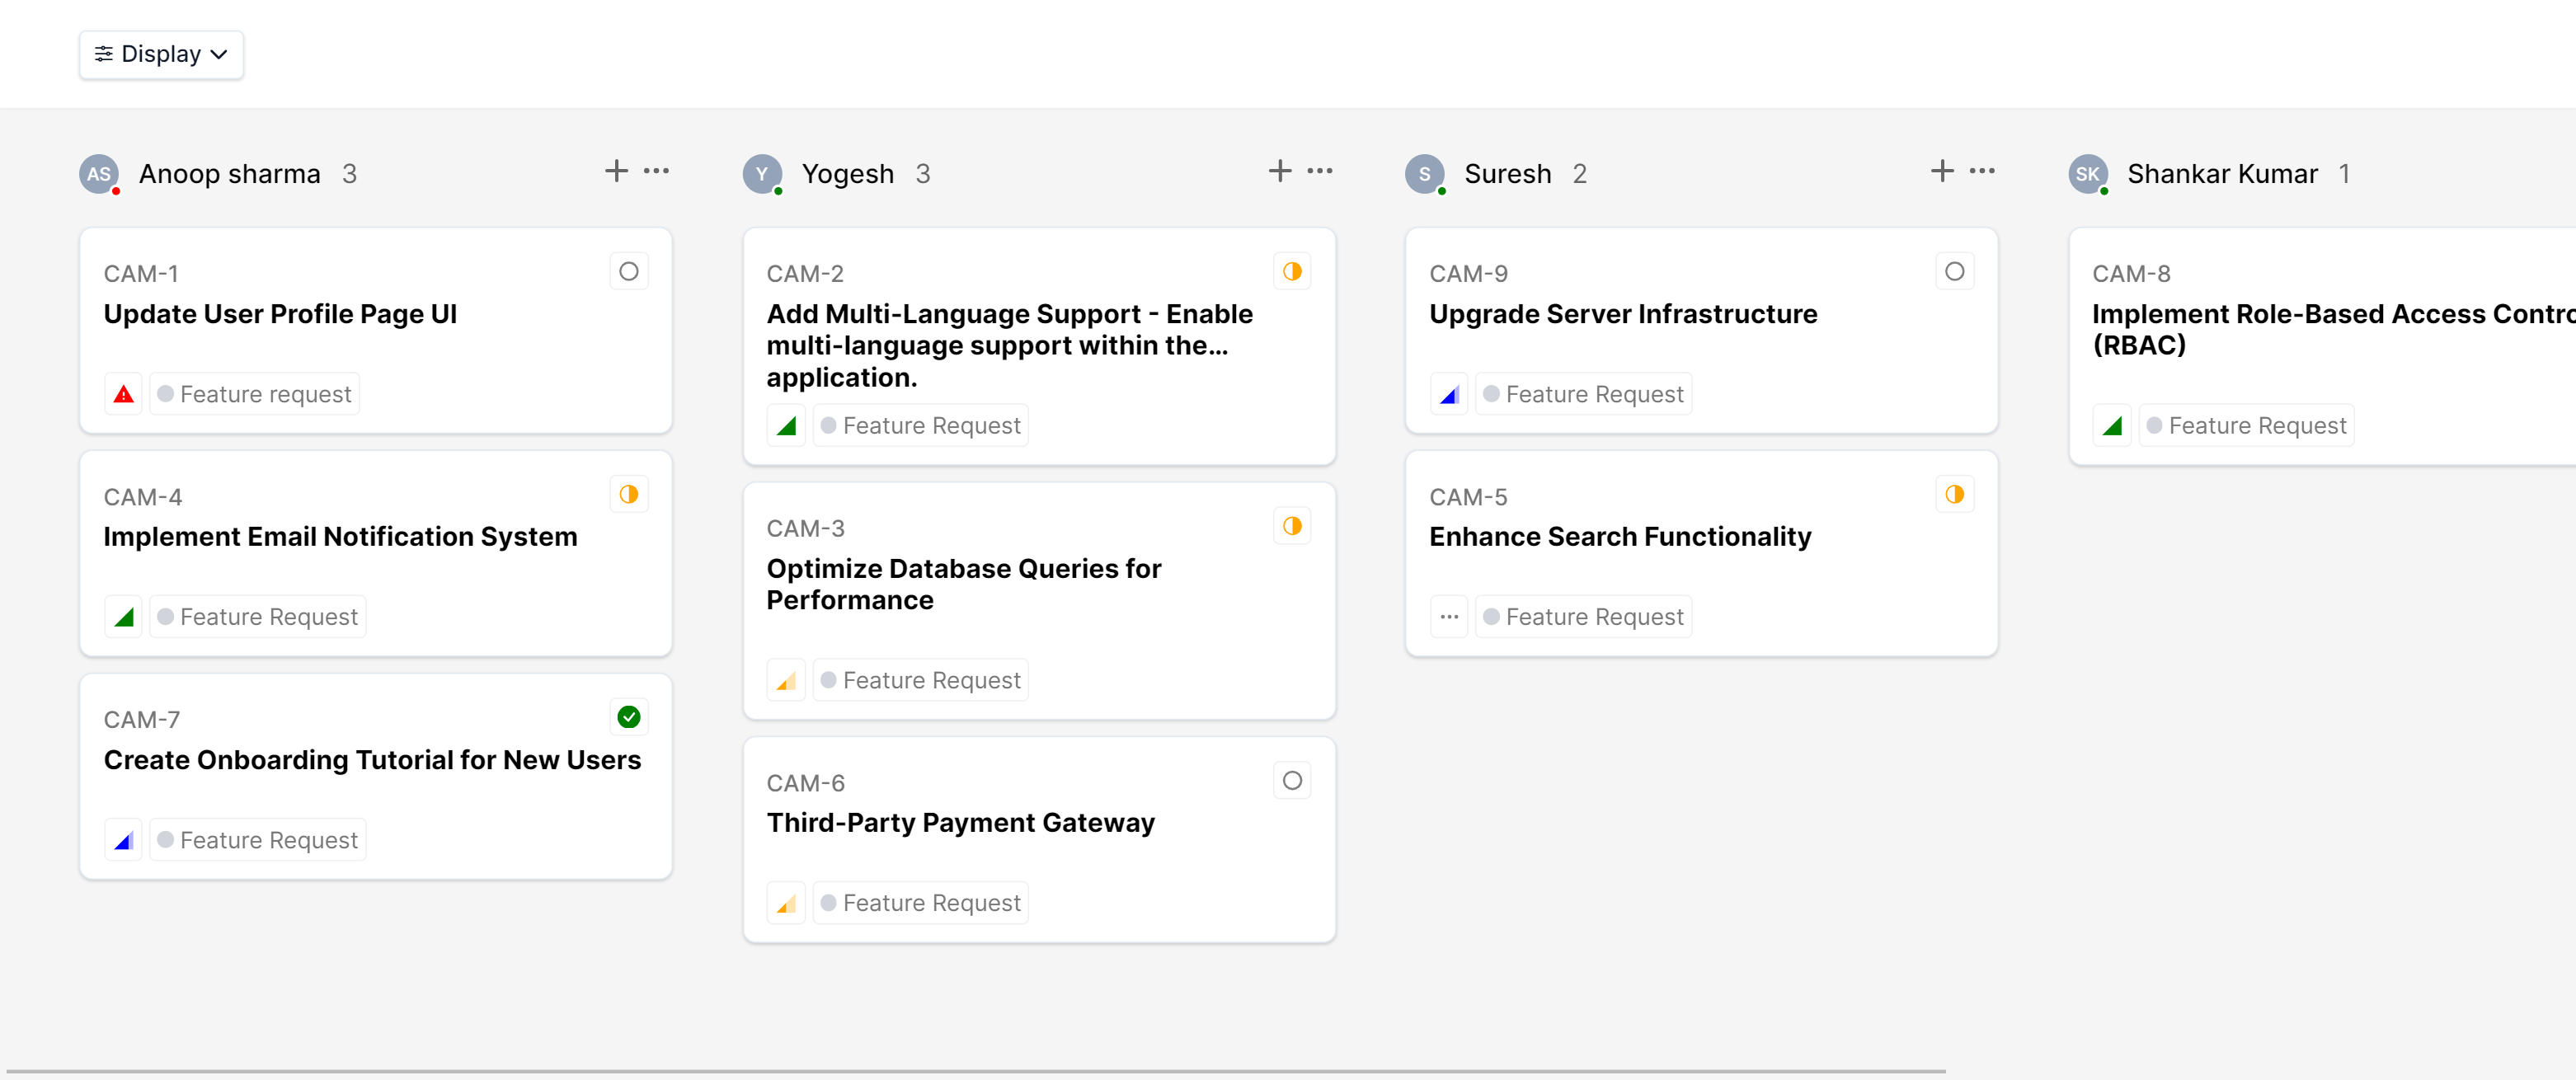 Display
AS Anoop sharma 3
CAM-1
Update User Profile Page UI
Feature request
CAM-4
Implement Email Notification System
Feature Request
CAM-7
Create Onboarding Tutorial for New Users
Feature Request
Y Yogesh 3
CAM-2
Add Multi-Language Support - Enable
multi-language support within the...
application.
Feature Request
CAM-3
Optimize Database Queries for
Performance
Feature Request
CAM-6
Third-Party Payment Gateway
Feature Request
S Suresh 2
CAM-9
Upgrade Server Infrastructure
Feature Request
CAM-5
Enhance Search Functionality
Feature Request
SK Shankar Kumar 1
CAM-8
Implement Role-Based Access Contro
(RBAC)
Feature Request